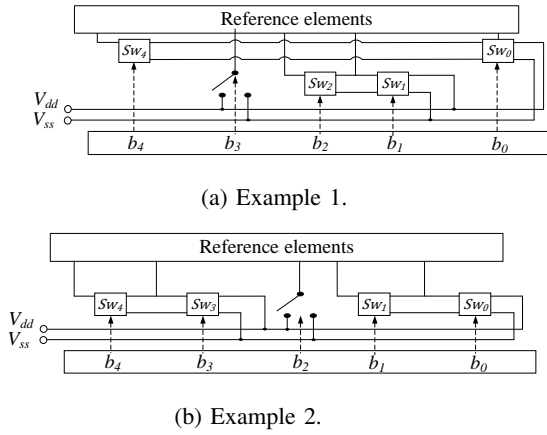 Reference elements
Sw4 Sw0
Sw2 Sw1
Vdd
Vss
b4 b3 b2 b1 b0
(a) Example 1.
Reference elements
Sw4 Sw3 Sw1 Sw0
Vdd
Vss
b4 b3 b2 b1 b0
(b) Example 2.